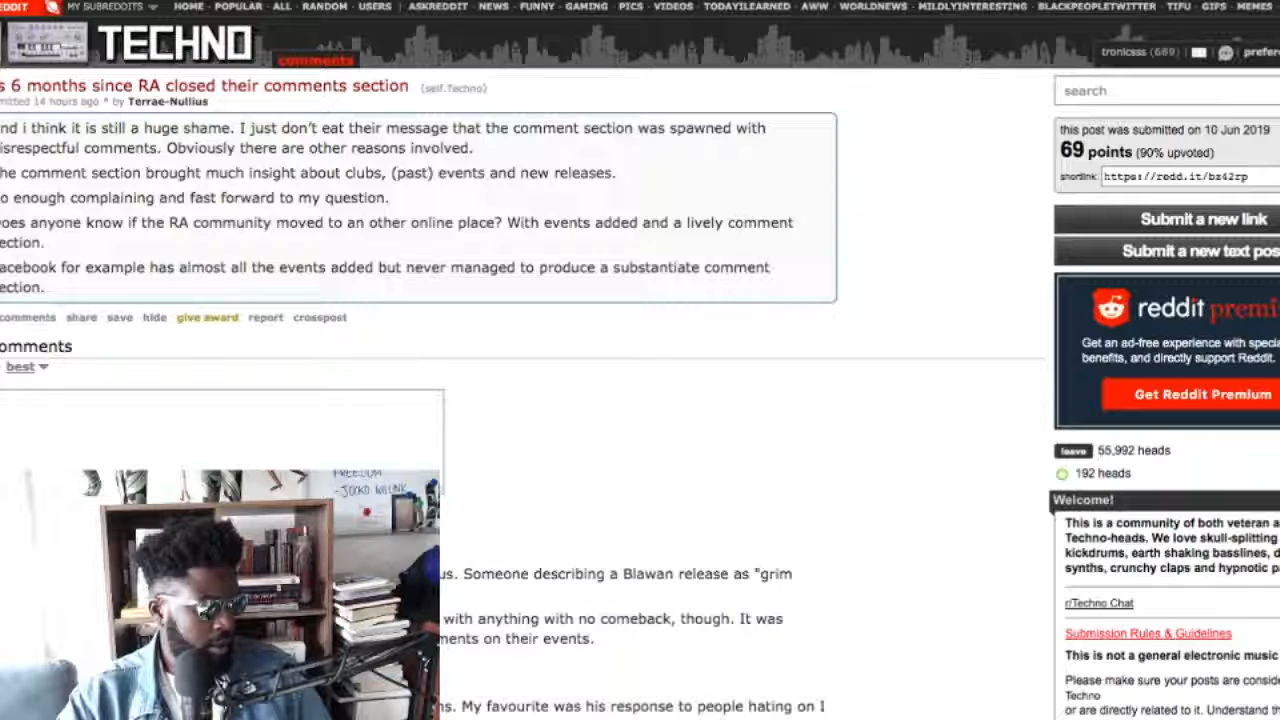 EDDIT MY SUBREDDITS HOME - POPULAR - ALL - RANDOM - USERS | ASKREDDIT - NEWS - FUNNY - GAMING - PICS - VIDEOS - TODAYILEARNED - AWW - WORLDNEWS - MILDLYINTERESTING - BLACKPEOPLETWITTER - TIFU - GIFS - MEMES
TECHNO
comments
tronicsss (689) | prefere
s 6 months since RA closed their comments section (self.Techno)
mitted 14 hours ago * by Terrae-Nullius
nd i think it is still a huge shame. I just don't eat their message that the comment section was spawned with
isrespectful comments. Obviously there are other reasons involved.
he comment section brought much insight about clubs, (past) events and new releases.
o enough complaining and fast forward to my question.
oes anyone know if the RA community moved to an other online place? With events added and a lively comment
ection.
acebook for example has almost all the events added but never managed to produce a substantiate comment
ection.
comments share save hide give award report crosspost
omments
best
FREEDOM
-JOCKO WILLINK
us. Someone describing a Blawan release as "grim
with anything with no comeback, though. It was
ments on their events.
ns. My favourite was his response to people hating on I
search
this post was submitted on 10 Jun 2019
69 points (90% upvoted)
shortlink: https://redd.it/bz42rp
Submit a new link
Submit a new text pos
reddit premi
Get an ad-free experience with specia
benefits, and directly support Reddit.
Get Reddit Premium
leave 55,992 heads
192 heads
Welcome!
This is a community of both veteran a
Techno-heads. We love skull-splitting
kickdrums, earth shaking basslines, d
synths, crunchy claps and hypnotic p
r/Techno Chat
Submission Rules & Guidelines
This is not a general electronic music
Please make sure your posts are conside
Techno
or are directly related to it. Understand th